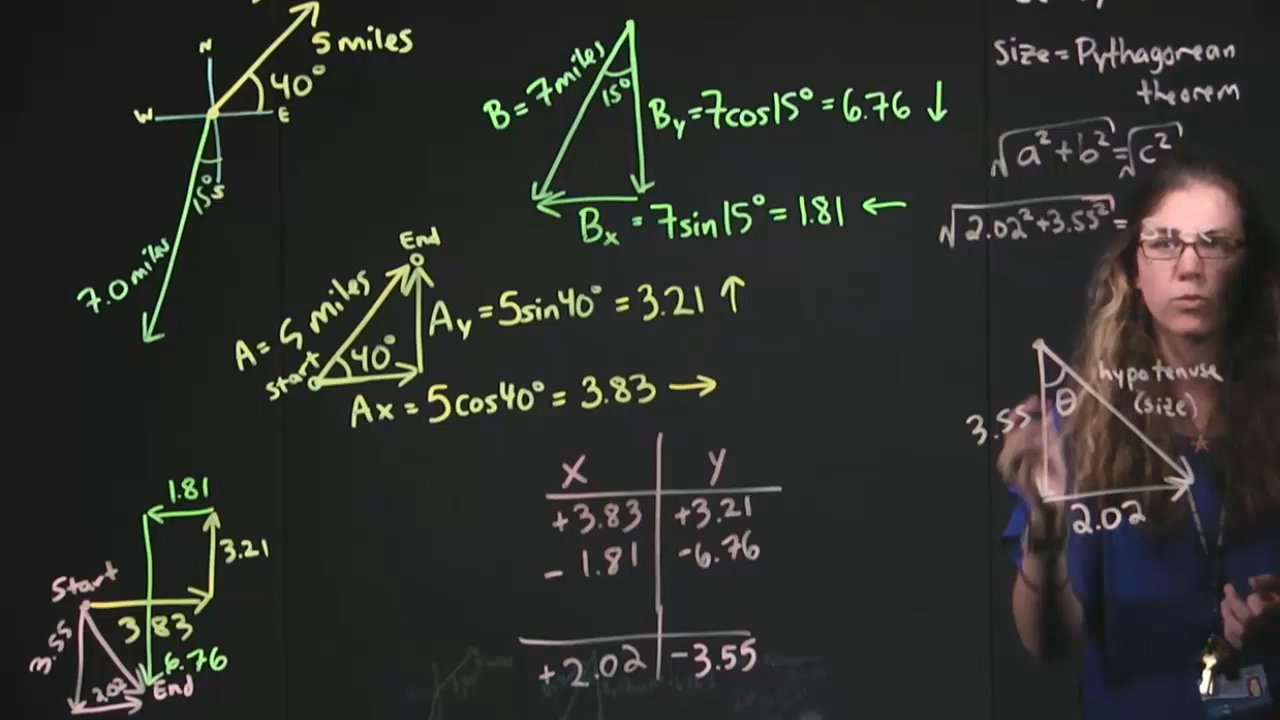 N
W
E
S
5 miles
40°
15°
7.0 miles
B = 7 miles
15°
By = 7cos15° = 6.76 ↓
Bx = 7sin15° = 1.81 ←
A = 5 miles
Start
End
40°
Ay = 5sin40° = 3.21 ↑
Ax = 5cos40° = 3.83 →
1.81
3.21
Start
3.83
3.55
6.76
2.02
End
X Y
+3.83 +3.21
- 1.81 -6.76
+2.02 -3.55
Size = Pythagorean
theorem
√a² + b² = √c²
√2.02² + 3.55² =
hypotenuse
(size)
θ
3.55
2.02